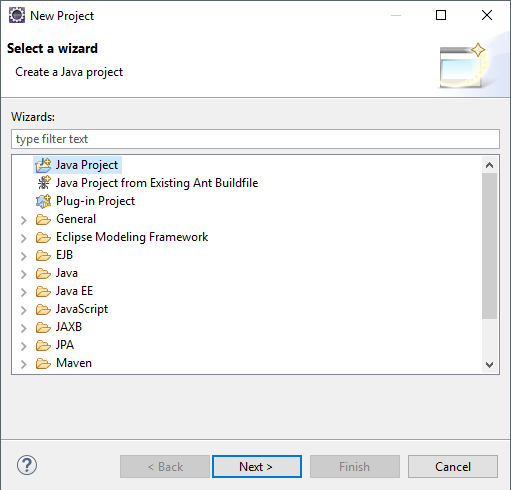 New Project
Select a wizard
Create a Java project
Wizards:
type filter text
Java Project
Java Project from Existing Ant Buildfile
Plug-in Project
General
Eclipse Modeling Framework
EJB
Java
Java EE
JavaScript
JAXB
JPA
Maven
?
< Back
Next >
Finish
Cancel